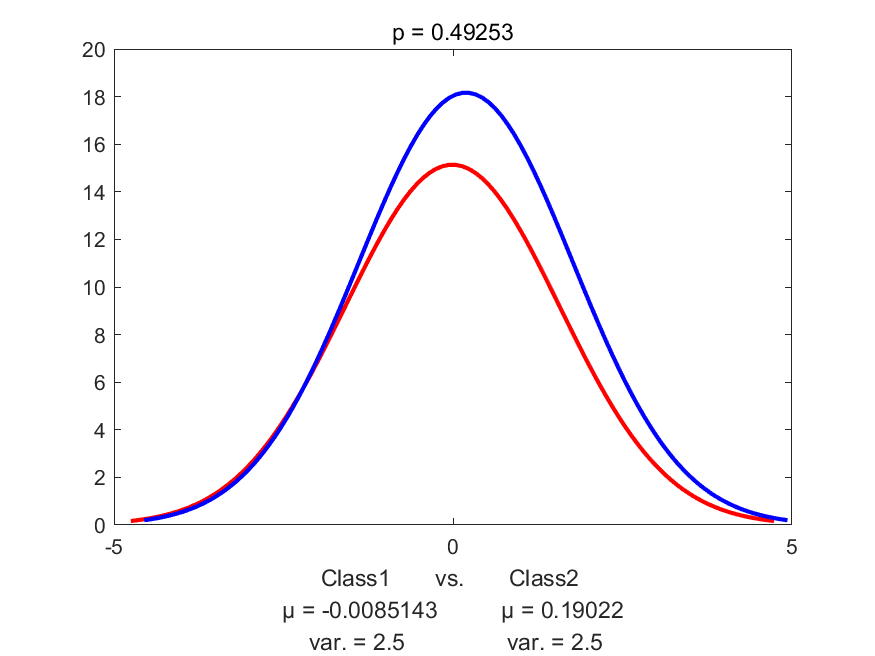 p = 0.49253
20
18
16
14
12
10
8
6
4
2
0
-5 0 5
Class1 vs. Class2
μ = -0.0085143 μ = 0.19022
var. = 2.5 var. = 2.5